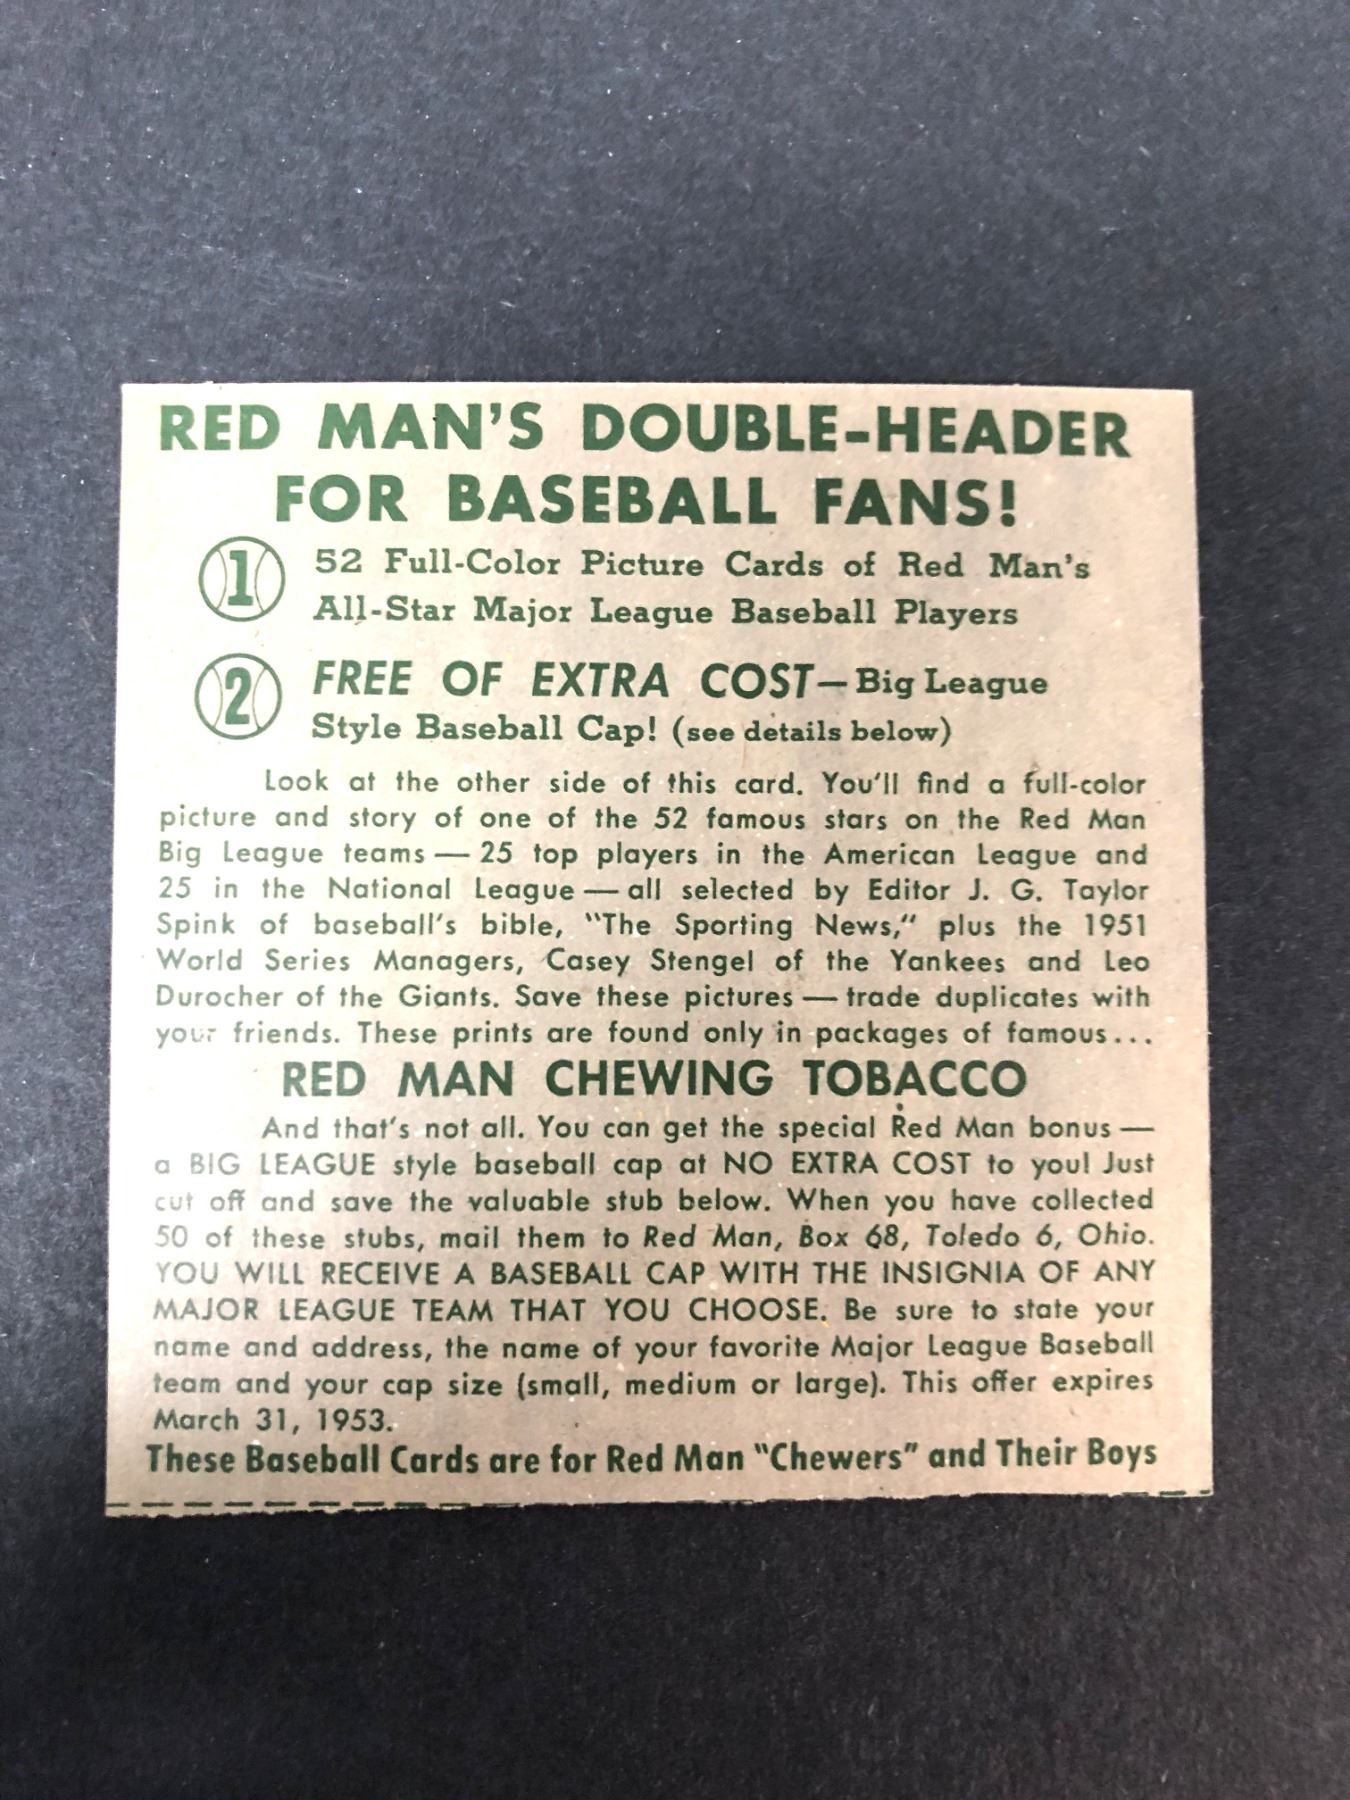 RED MAN'S DOUBLE-HEADER
FOR BASEBALL FANS!
1 52 Full-Color Picture Cards of Red Man's
All-Star Major League Baseball Players
2 FREE OF EXTRA COST—Big League
Style Baseball Cap! (see details below)
Look at the other side of this card. You'll find a full-color
picture and story of one of the 52 famous stars on the Red Man
Big League teams — 25 top players in the American League and
25 in the National League — all selected by Editor J. G. Taylor
Spink of baseball's bible, "The Sporting News," plus the 1951
World Series Managers, Casey Stengel of the Yankees and Leo
Durocher of the Giants. Save these pictures — trade duplicates with
your friends. These prints are found only in packages of famous...
RED MAN CHEWING TOBACCO
And that's not all. You can get the special Red Man bonus —
a BIG LEAGUE style baseball cap at NO EXTRA COST to you! Just
cut off and save the valuable stub below. When you have collected
50 of these stubs, mail them to Red Man, Box 68, Toledo 6, Ohio.
YOU WILL RECEIVE A BASEBALL CAP WITH THE INSIGNIA OF ANY
MAJOR LEAGUE TEAM THAT YOU CHOOSE. Be sure to state your
name and address, the name of your favorite Major League Baseball
team and your cap size (small, medium or large). This offer expires
March 31, 1953.
These Baseball Cards are for Red Man "Chewers" and Their Boys